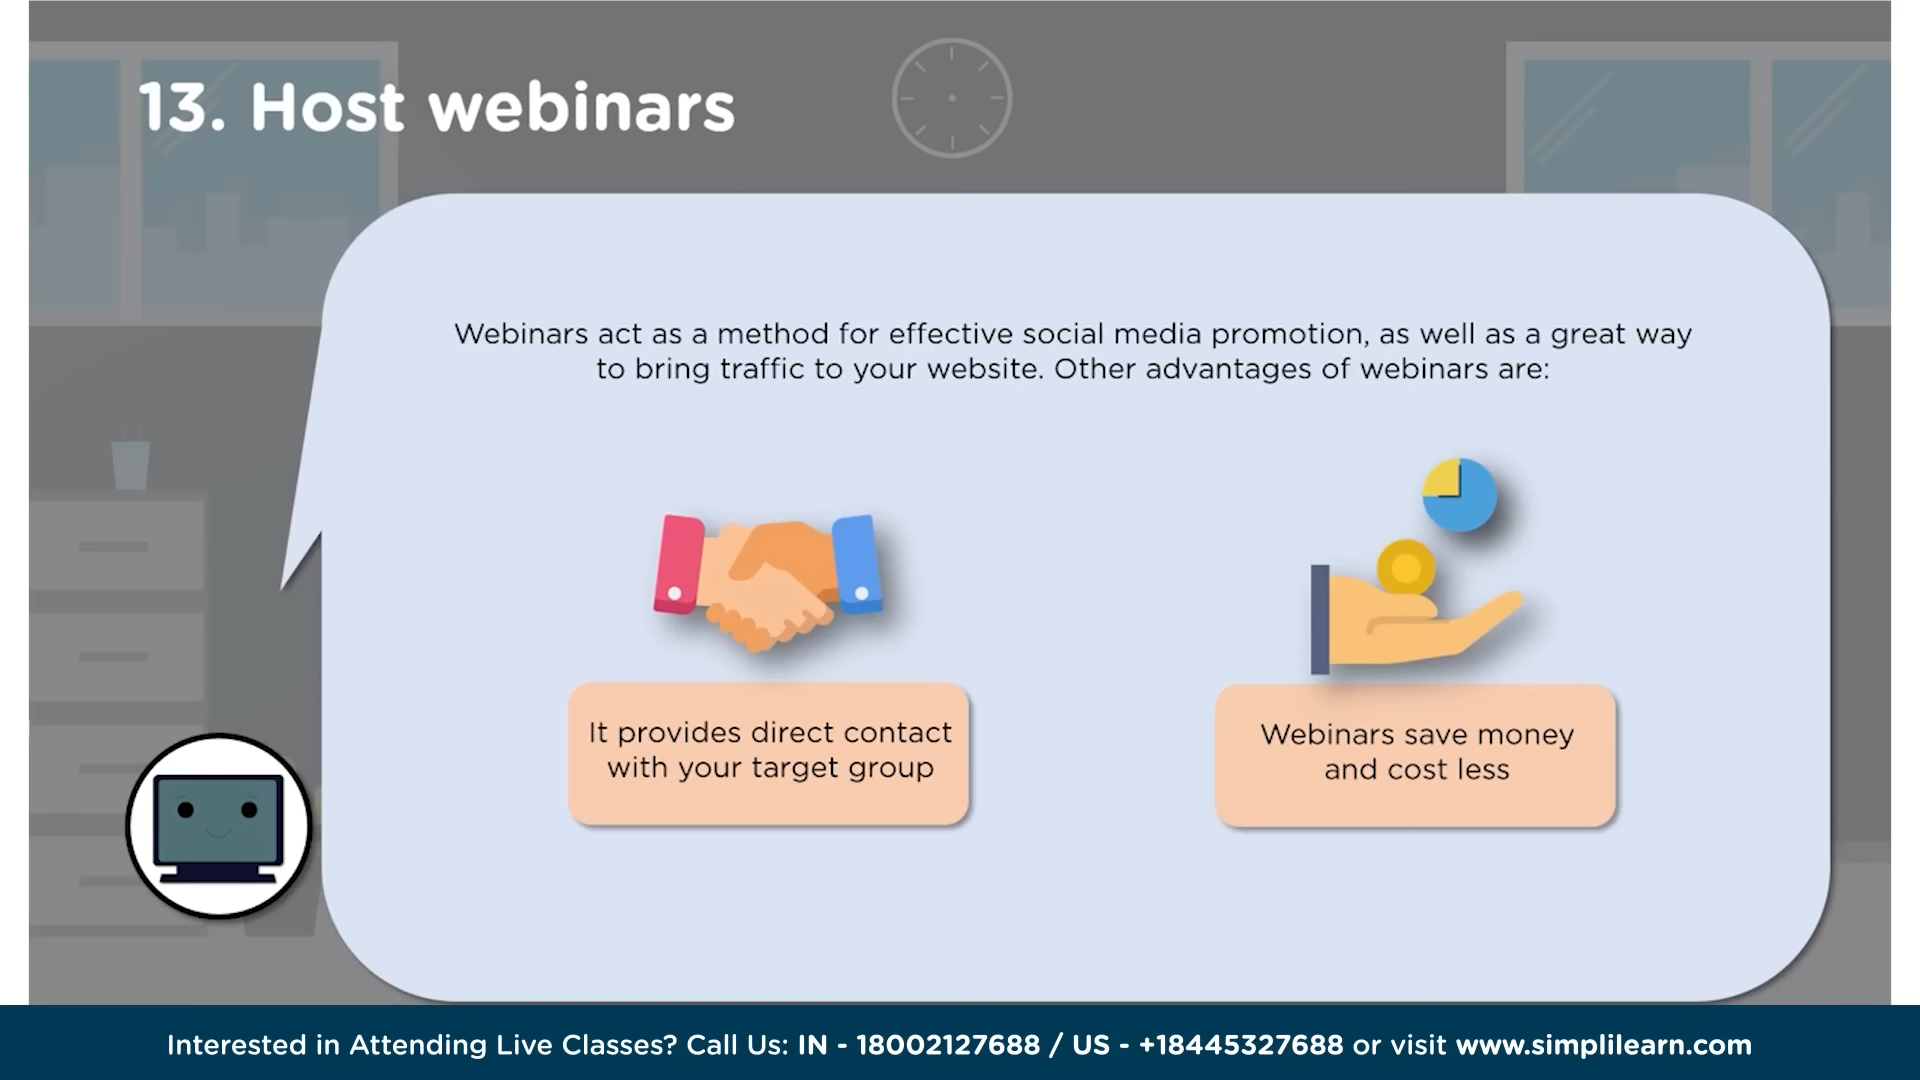 13. Host webinars
Webinars act as a method for effective social media promotion, as well as a great way
to bring traffic to your website. Other advantages of webinars are:
It provides direct contact
with your target group
Webinars save money
and cost less
Interested in Attending Live Classes? Call Us: IN - 18002127688 / US - +18445327688 or visit www.simplilearn.com